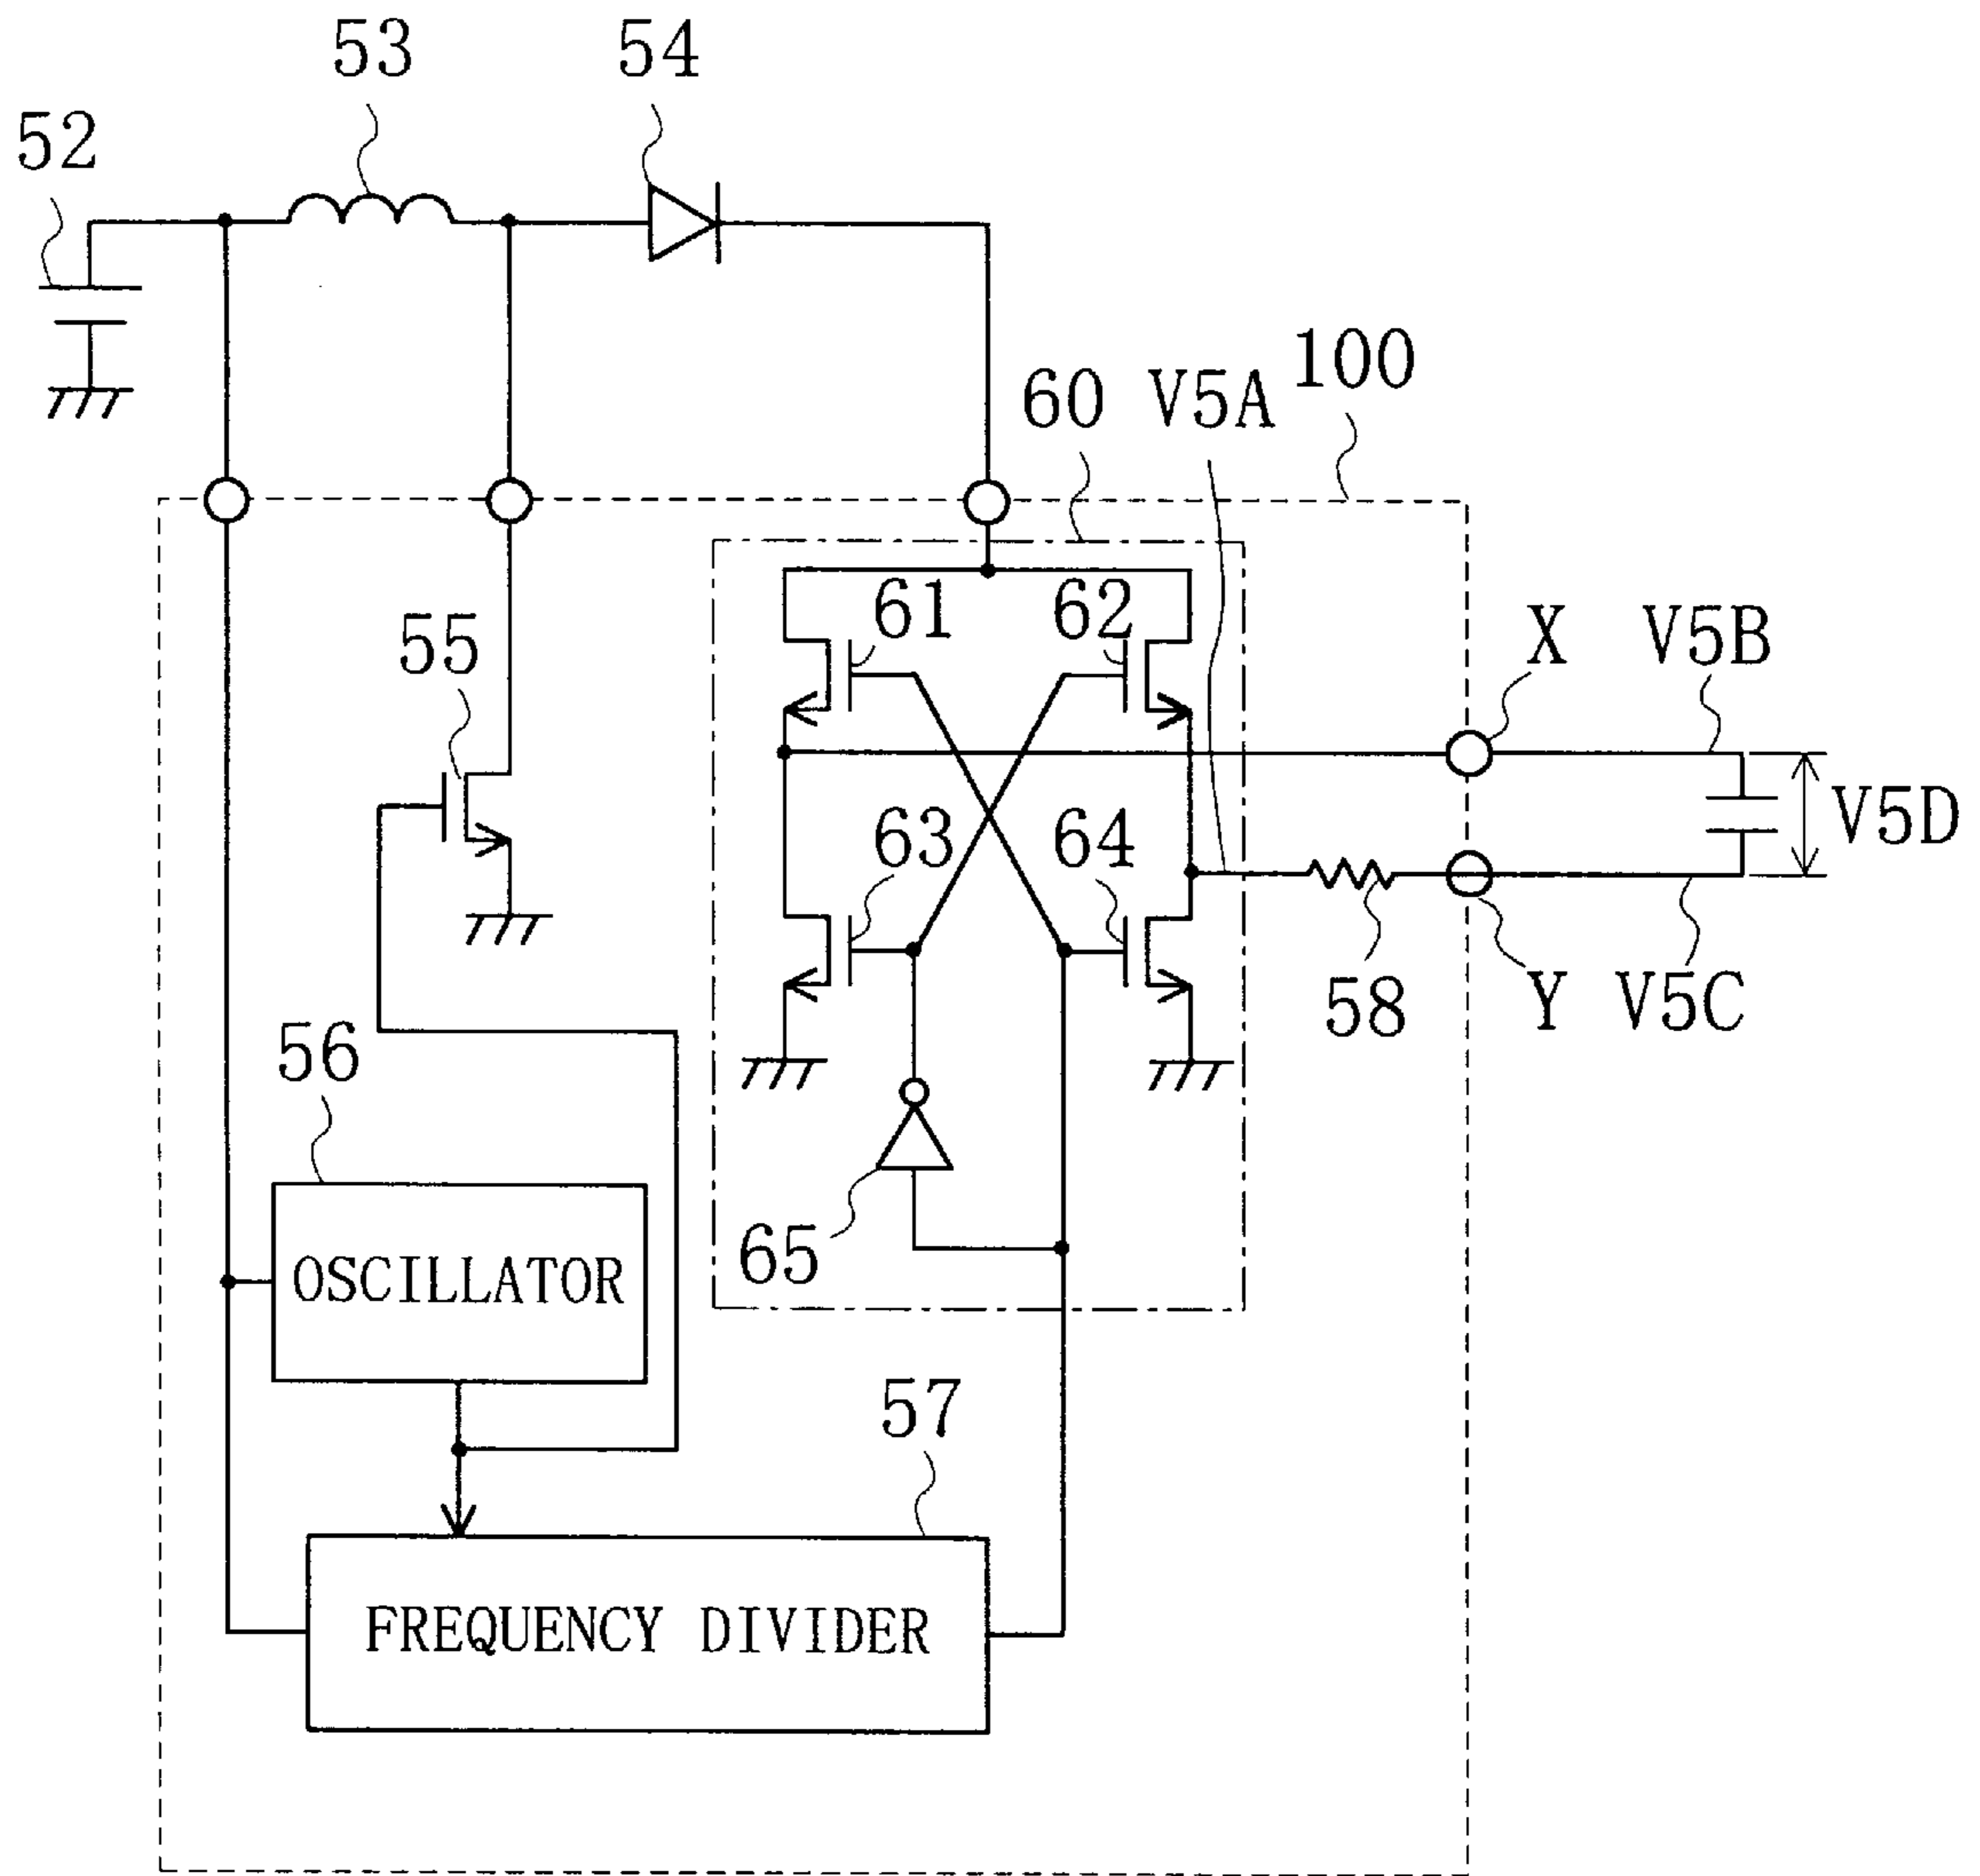 53
54
52
100
60
V5A
61
62
X
V5B
55
63
64
V5D
58
Y
V5C
56
65
OSCILLATOR
57
FREQUENCY DIVIDER